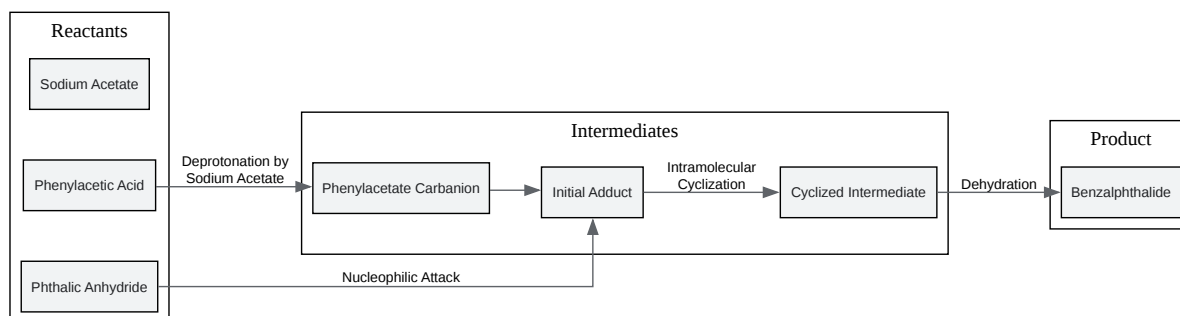 Reactants
Sodium Acetate
Phenylacetic Acid
Phthalic Anhydride
Deprotonation by
Sodium Acetate
Nucleophilic Attack
Intermediates
Phenylacetate Carbanion
Initial Adduct
Intramolecular
Cyclization
Cyclized Intermediate
Dehydration
Product
Benzalphthalide